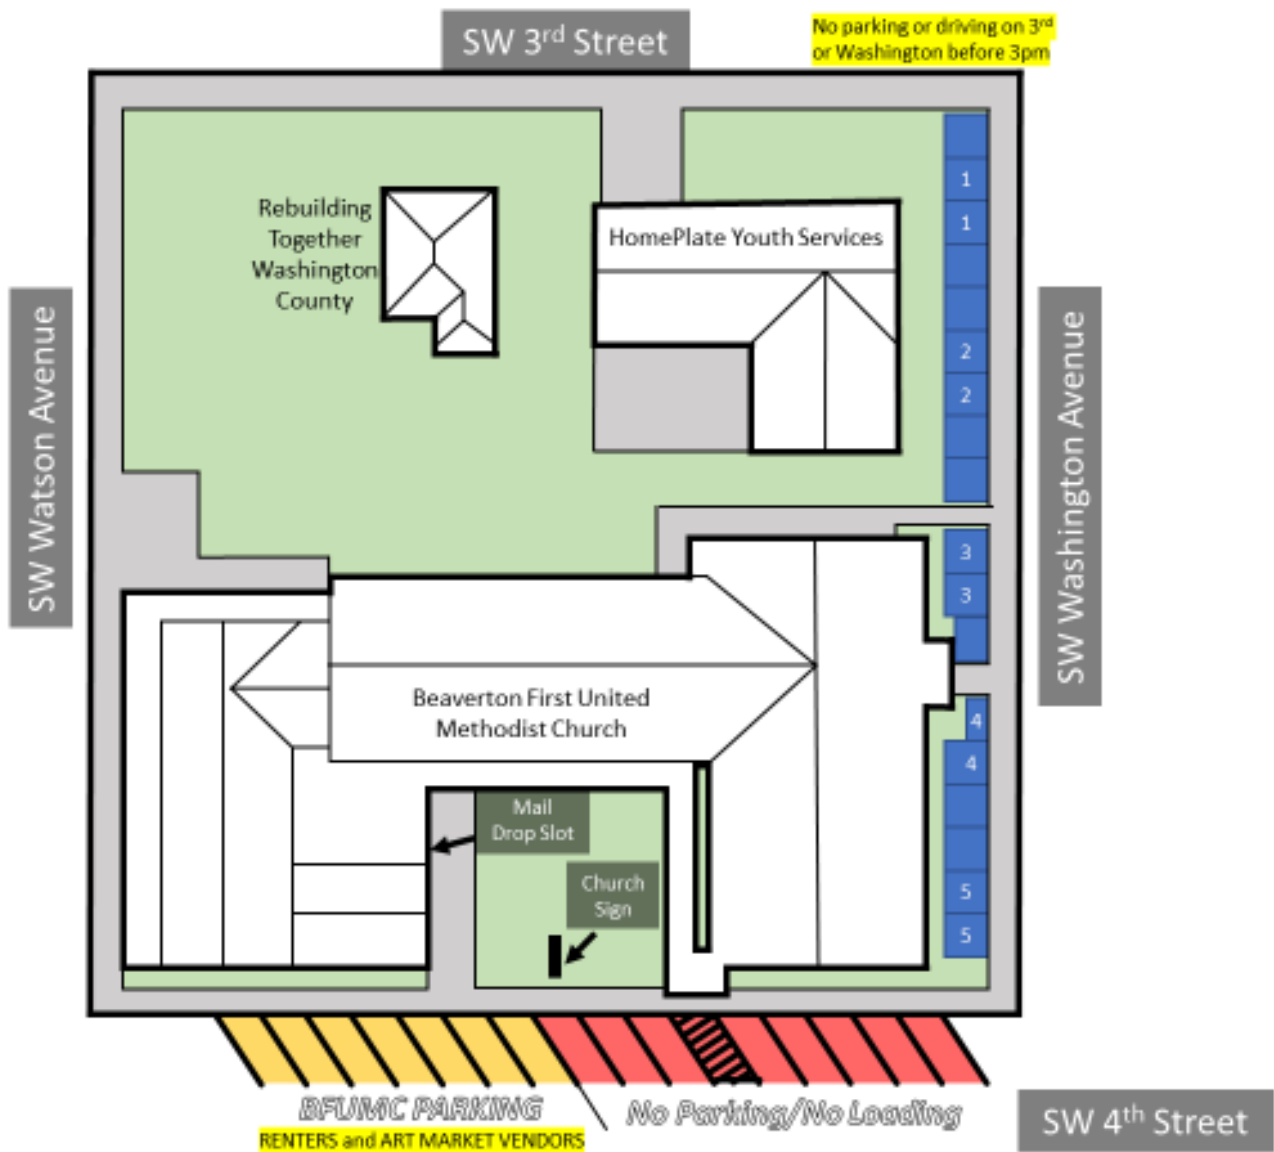 SW 3rd Street
No parking or driving on 3rd
or Washington before 3pm
Rebuilding
Together
Washington
County
HomePlate Youth Services
1
1
2
2
SW Watson Avenue
SW Washington Avenue
3
3
Beaverton First United
Methodist Church
4
4
Mail
Drop Slot
Church
Sign
5
5
BFUMC PARKING
No Parking/No Loading
RENTERS and ART MARKET VENDORS
SW 4th Street